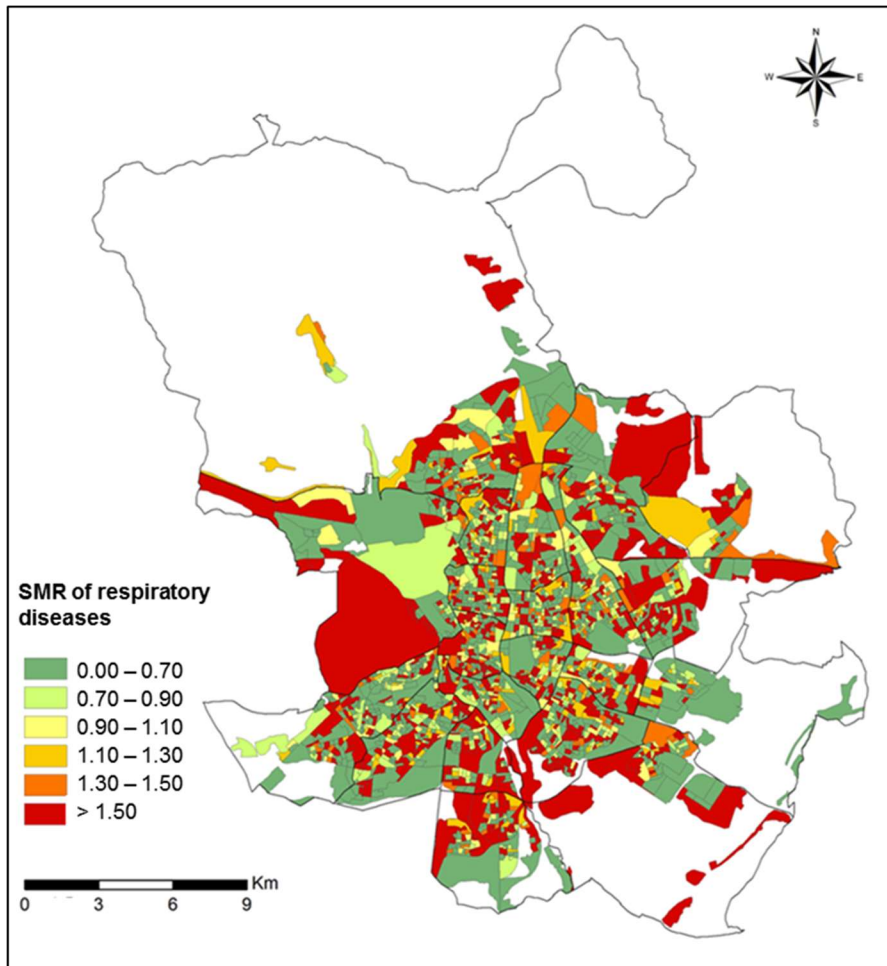 N
W E
S
SMR of respiratory
diseases
0.00 – 0.70
0.70 – 0.90
0.90 – 1.10
1.10 – 1.30
1.30 – 1.50
> 1.50
Km
0 3 6 9